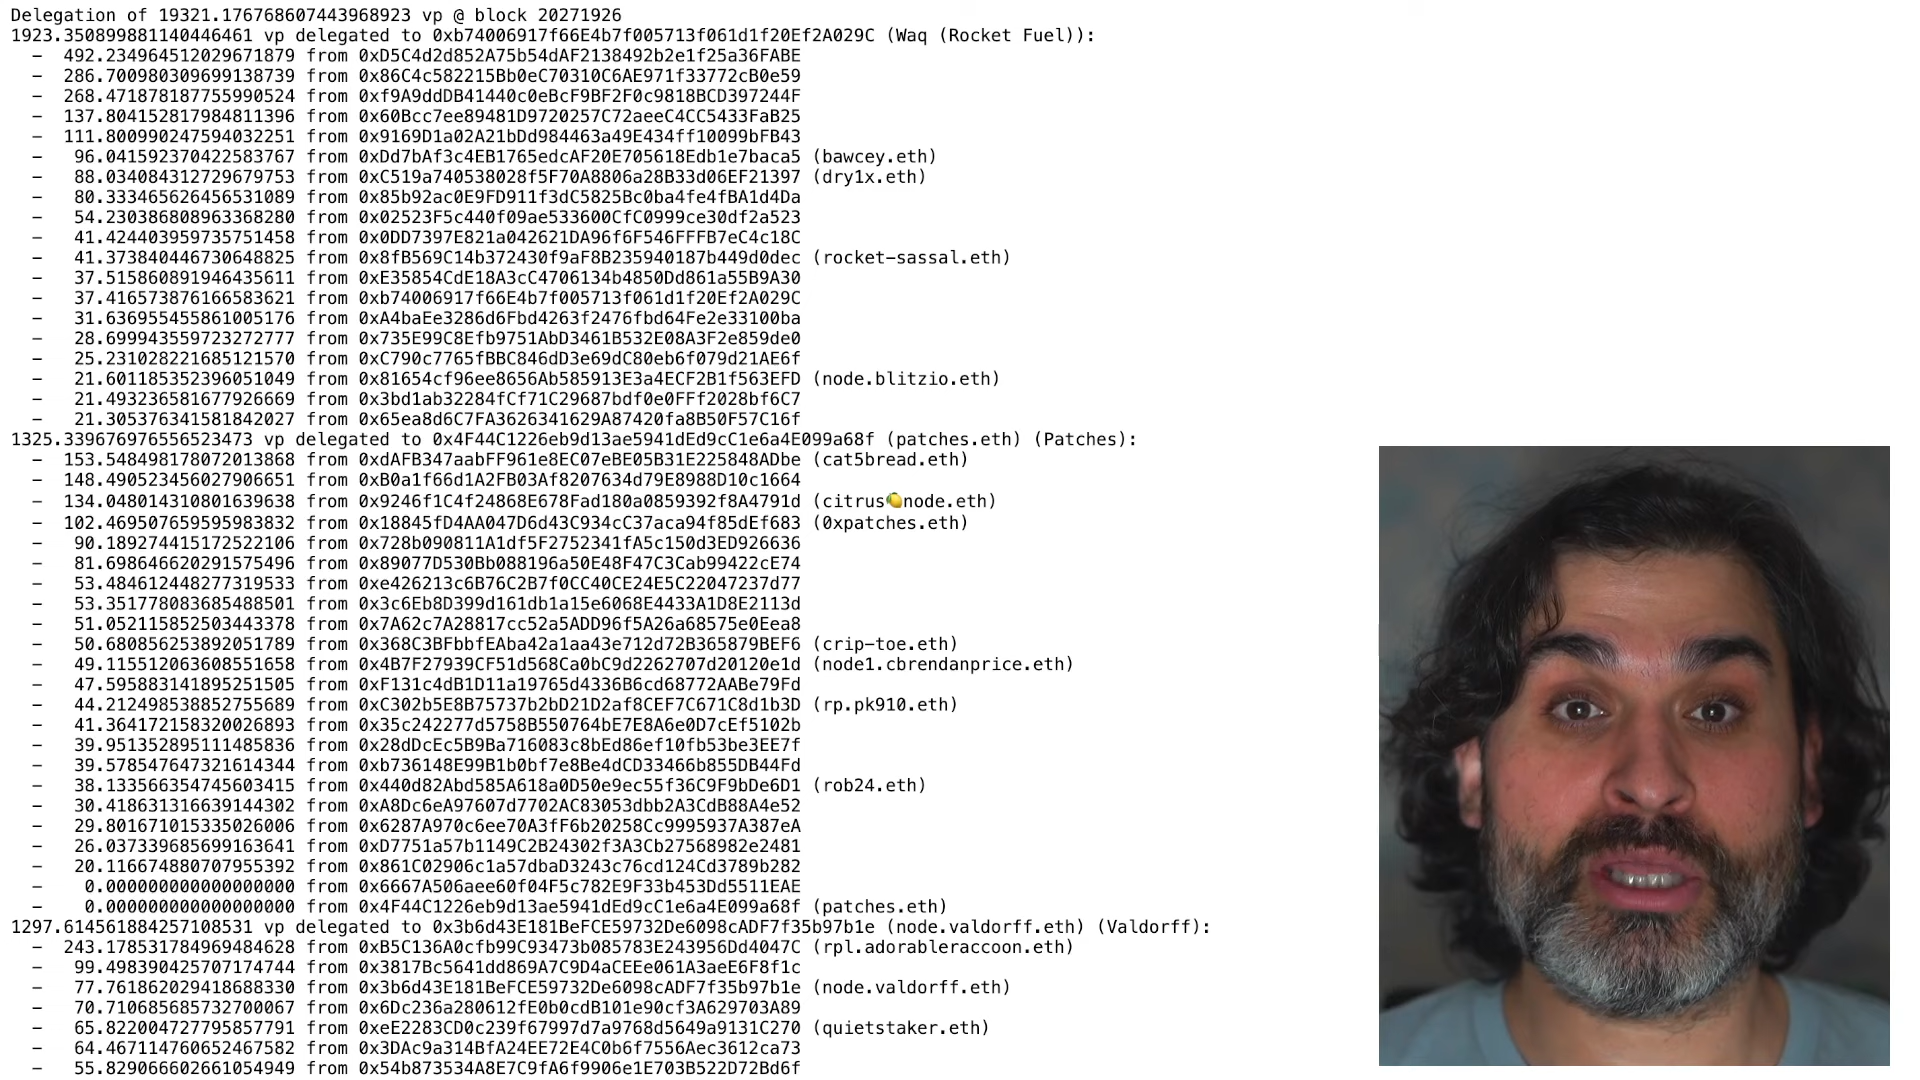 Delegation of 19321.176768607443968923 vp @ block 20271926
1923.350899881140446461 vp delegated to 0xb74006917f66E4b7f005713f061d1f20Ef2A029C (Waq (Rocket Fuel)):
– 492.234964512029671879 from 0xD5C4d2d852A75b54dAF2138492b2e1f25a36FABE
– 286.700980309699138739 from 0x86C4c582215Bb0eC70310C6AE971f33772cB0e59
– 268.471878187755990524 from 0xf9A9ddDB41440c0eBcF9BF2F0c9818BCD397244F
– 137.804152817984811396 from 0x60Bcc7ee89481D9720257C72aeeC4CC5433FaB25
– 111.800990247594032251 from 0x9169D1a02A21bDd984463a49E434ff10099bFB43
– 96.041592370422583767 from 0xDd7bAf3c4EB1765edcAF20E705618Edb1e7baca5 (bawcey.eth)
– 88.034084312729679753 from 0xC519a740538028f5F70A8806a28B33d06EF21397 (dry1x.eth)
– 80.333465626456531089 from 0x85b92ac0E9FD911f3dC5825Bc0ba4fe4fBA1d4Da
– 54.230386808963368280 from 0x02523F5c440f09ae533600CfC0999ce30df2a523
– 41.424403959735751458 from 0x0DD7397E821a042621DA96f6F546FFFB7eC4c18C
– 41.373840446730648825 from 0x8fB569C14b372430f9aF8B235940187b449d0dec (rocket-sassal.eth)
– 37.515860891946435611 from 0xE35854CdE18A3cC4706134b4850Dd861a55B9A30
– 37.416573876166583621 from 0xb74006917f66E4b7f005713f061d1f20Ef2A029C
– 31.636955455861005176 from 0xA4baEe3286d6Fbd4263f2476fbd64Fe2e33100ba
– 28.699943559723272777 from 0x735E99C8Efb9751AbD3461B532E08A3F2e859de0
– 25.231028221685121570 from 0xC790c7765fBBC846dD3e69dC80eb6f079d21AE6f
– 21.601185352396051049 from 0x81654cf96ee8656Ab585913E3a4ECF2B1f563EFD (node.blitzio.eth)
– 21.493236581677926669 from 0x3bd1ab32284fCf71C29687bdf0e0FFf2028bf6C7
– 21.305376341581842027 from 0x65ea8d6C7FA3626341629A87420fa8B50F57C16f
1325.339676976556523473 vp delegated to 0x4F44C1226eb9d13ae5941dEd9cC1e6a4E099a68f (patches.eth) (Patches):
– 153.548498178072013868 from 0xdAFB347aabFF961e8EC07eBE05B31E225848ADbe (cat5bread.eth)
– 148.490523456027906651 from 0xB0a1f66d1A2FB03Af8207634d79E8988D10c1664
– 134.048014310801639638 from 0x9246f1C4f24868E678Fad180a0859392f8A4791d (citrus🍋node.eth)
– 102.469507659595983832 from 0x18845fD4AA047D6d43C934cC37aca94f85dEf683 (0xpatches.eth)
– 90.189274415172522106 from 0x728b090811A1df5F2752341fA5c150d3ED926636
– 81.698646620291575496 from 0x89077D530Bb088196a50E48F47C3Cab99422cE74
– 53.484612448277319533 from 0xe426213c6B76C2B7f0CC40CE24E5C22047237d77
– 53.351778083685488501 from 0x3c6Eb8D399d161db1a15e6068E4433A1D8E2113d
– 51.052115852503443378 from 0x7A62c7A28817cc52a5ADD96f5A26a68575e0Eea8
– 50.680856253892051789 from 0x368C3BFbbfEAba42a1aa43e712d72B365879BEF6 (crip-toe.eth)
– 49.115512063608551658 from 0x4B7F27939CF51d568Ca0bC9d2262707d20120e1d (node1.cbrendanprice.eth)
– 47.595883141895251505 from 0xF131c4dB1D11a19765d4336B6cd68772AABe79Fd
– 44.212498538852755689 from 0xC302b5E8B75737b2bD21D2af8CEF7C671C8d1b3D (rp.pk910.eth)
– 41.364172158320026893 from 0x35c242277d5758B550764bE7E8A6e0D7cEf5102b
– 39.951352895111485836 from 0x28dDcEc5B9Ba716083c8bEd86ef10fb53be3EE7f
– 39.578547647321614344 from 0xb736148E99B1b0bf7e8Be4dCD33466b855DB44Fd
– 38.133566354745603415 from 0x440d82Abd585A618a0D50e9ec55f36C9F9bDe6D1 (rob24.eth)
– 30.418631316639144302 from 0xA8Dc6eA97607d7702AC83053dbb2A3CdB88A4e52
– 29.801671015335026006 from 0x6287A970c6ee70A3fF6b20258Cc9995937A387eA
– 26.037339685699163641 from 0xD7751a57b1149C2B24302f3A3Cb27568982e2481
– 20.116674880707955392 from 0x861C02906c1a57dbaD3243c76cd124Cd3789b282
– 0.000000000000000000 from 0x6667A506aee60f04F5c782E9F33b453Dd5511EAE
– 0.000000000000000000 from 0x4F44C1226eb9d13ae5941dEd9cC1e6a4E099a68f (patches.eth)
1297.614561884257108531 vp delegated to 0x3b6d43E181BeFCE59732De6098cADF7f35b97b1e (node.valdorff.eth) (Valdorff):
– 243.178531784969484628 from 0xB5C136A0cfb99C93473b085783E243956Dd4047C (rpl.adorableraccoon.eth)
– 99.498390425707174744 from 0x3817Bc5641dd869A7C9D4aCEEe061A3aeE6F8f1c
– 77.761862029418688330 from 0x3b6d43E181BeFCE59732De6098cADF7f35b97b1e (node.valdorff.eth)
– 70.710685685732700067 from 0x6Dc236a280612fE0b0cdB101e90cf3A629703A89
– 65.822004727795857791 from 0xeE2283CD0c239f67997d7a9768d5649a9131C270 (quietstaker.eth)
– 64.467114760652467582 from 0x3DAc9a314BfA24EE72E4C0b6f7556Aec3612ca73
– 55.829066602661054949 from 0x54b873534A8E7C9fA6f9906e1E703B522D72Bd6f